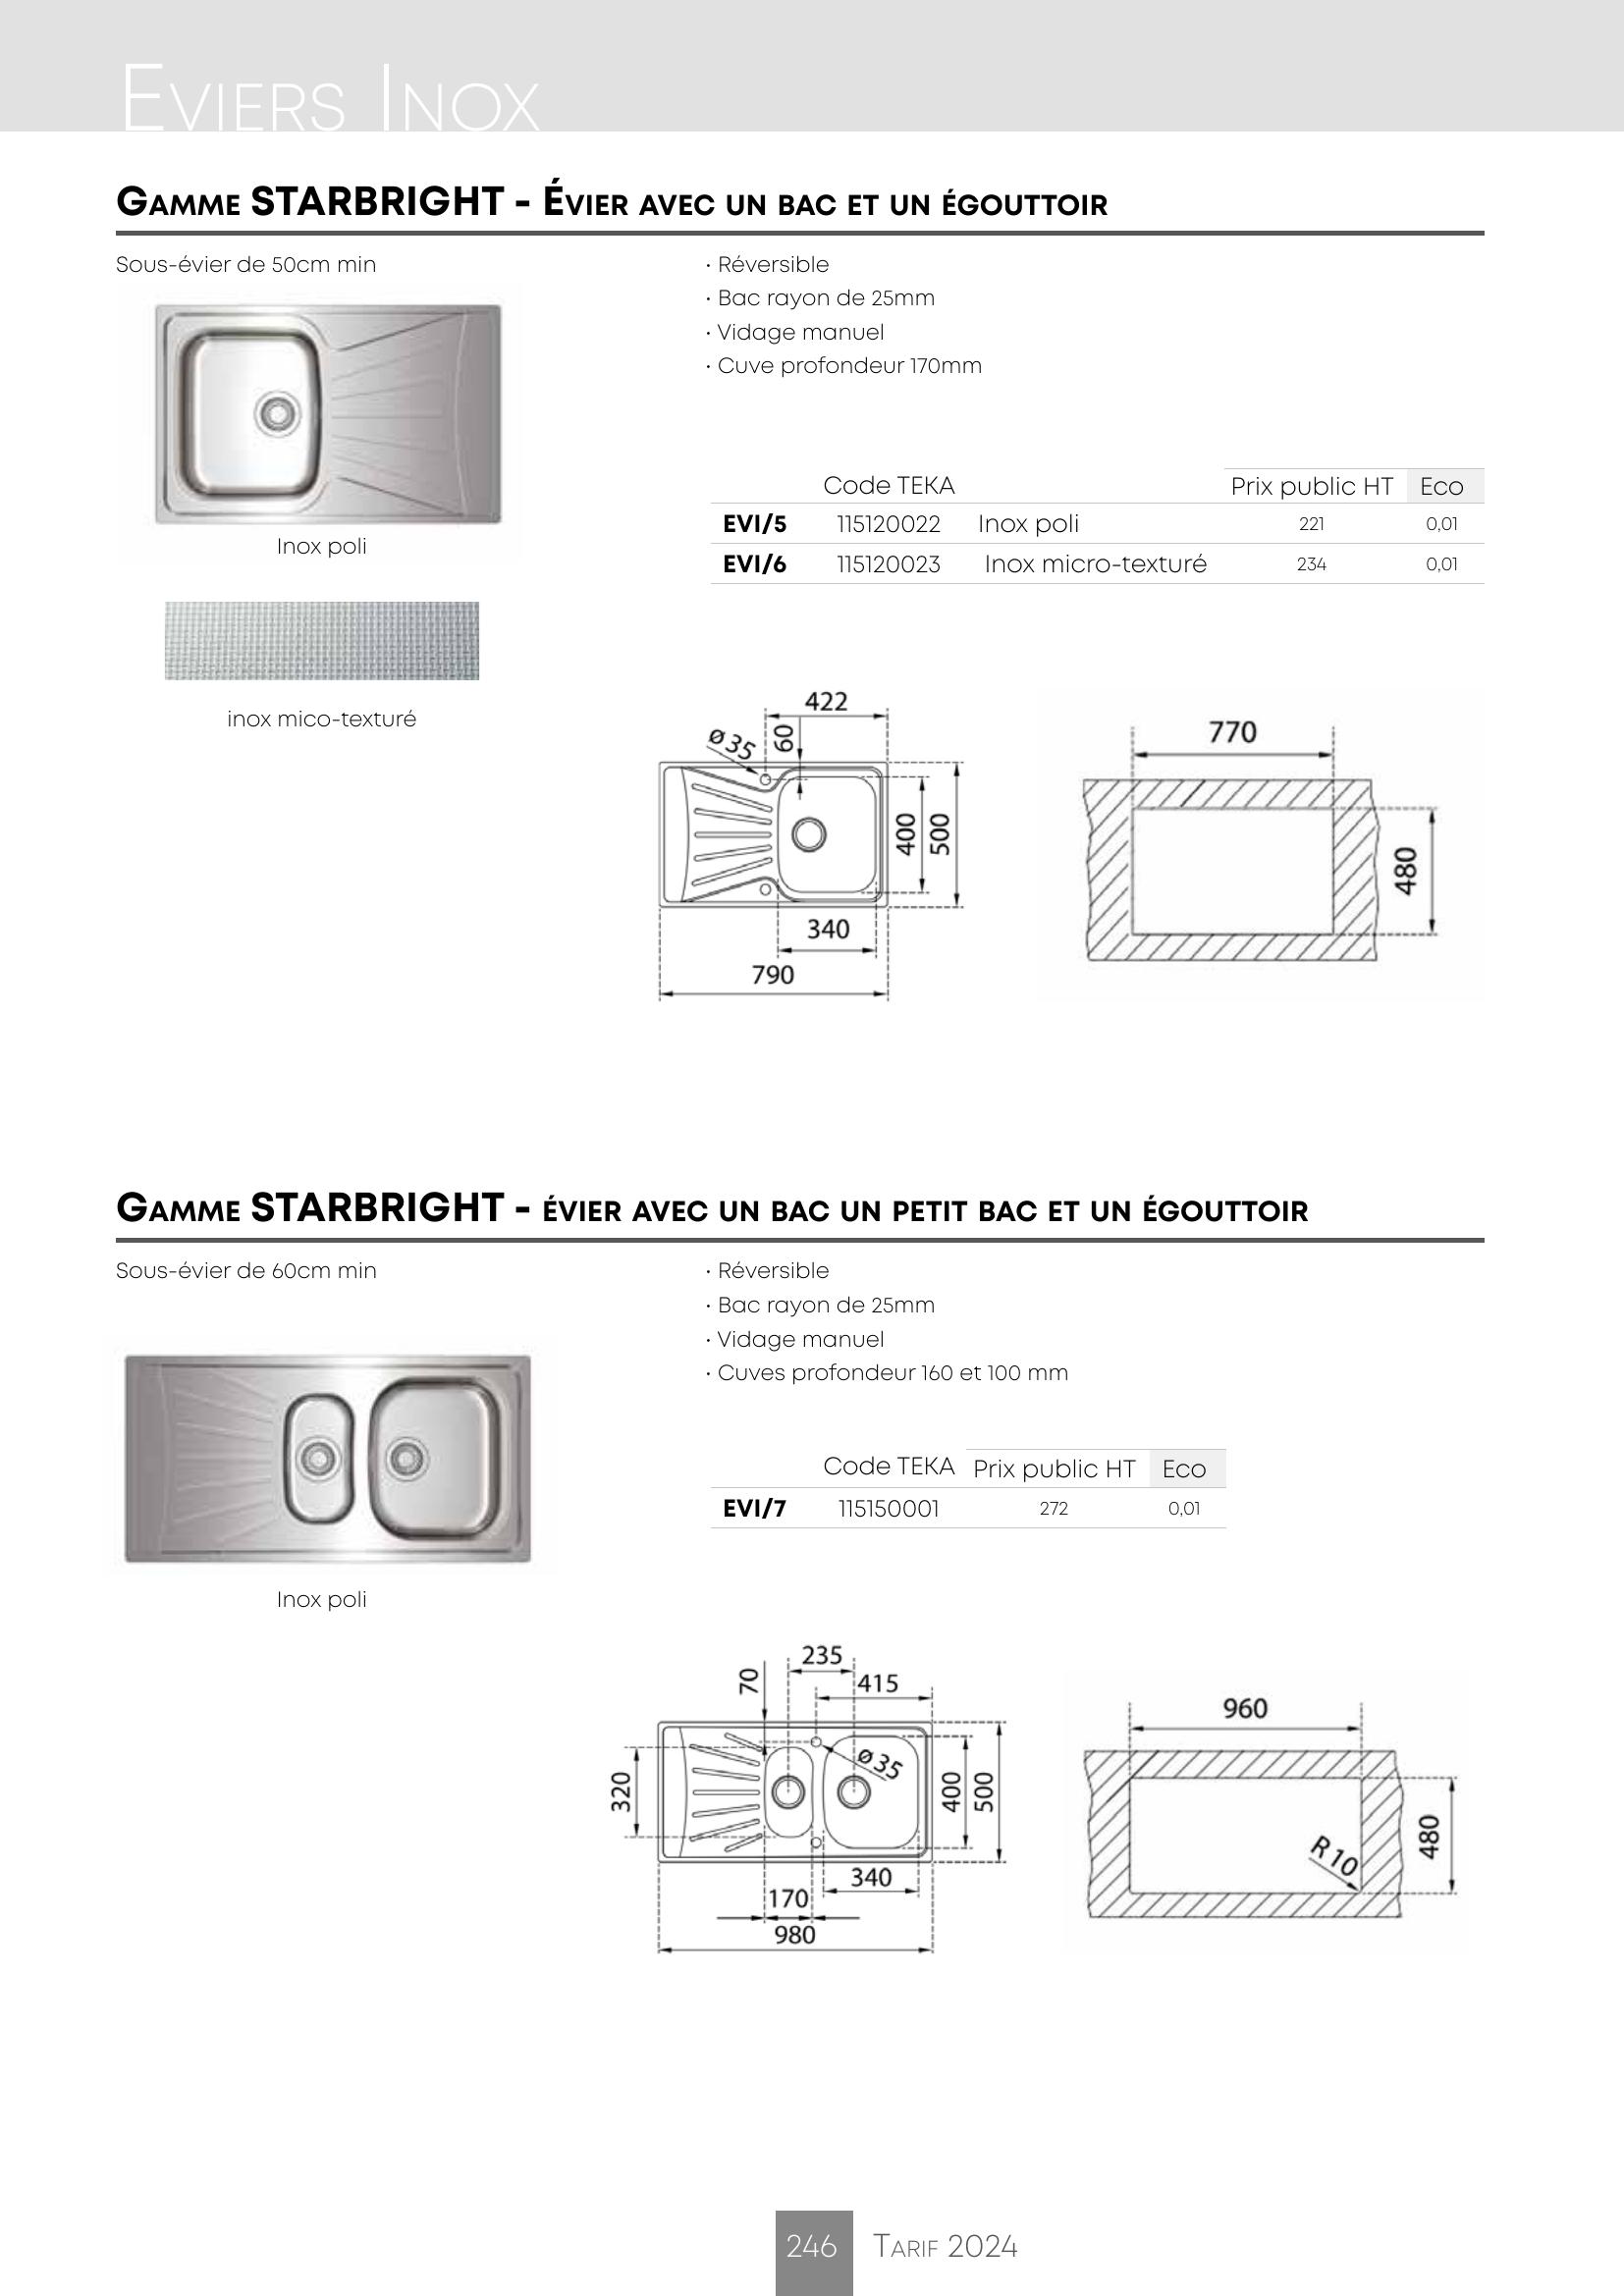 Eviers Inox
Gamme STARBRIGHT - Évier avec un bac et un égouttoir
Sous-évier de 50cm min
· Réversible
· Bac rayon de 25mm
· Vidage manuel
· Cuve profondeur 170mm
Inox poli
inox mico-texturé
Code TEKA Prix public HT Eco
EVI/5 115120022 Inox poli 221 0,01
EVI/6 115120023 Inox micro-texturé 234 0,01
422
ø 35
60
400
500
340
790
770
480
Gamme STARBRIGHT - évier avec un bac un petit bac et un égouttoir
Sous-évier de 60cm min
· Réversible
· Bac rayon de 25mm
· Vidage manuel
· Cuves profondeur 160 et 100 mm
Inox poli
Code TEKA Prix public HT Eco
EVI/7 115150001 272 0,01
235
70
415
ø 35
320
400
500
340
170
980
960
480
R 10
246 Tarif 2024